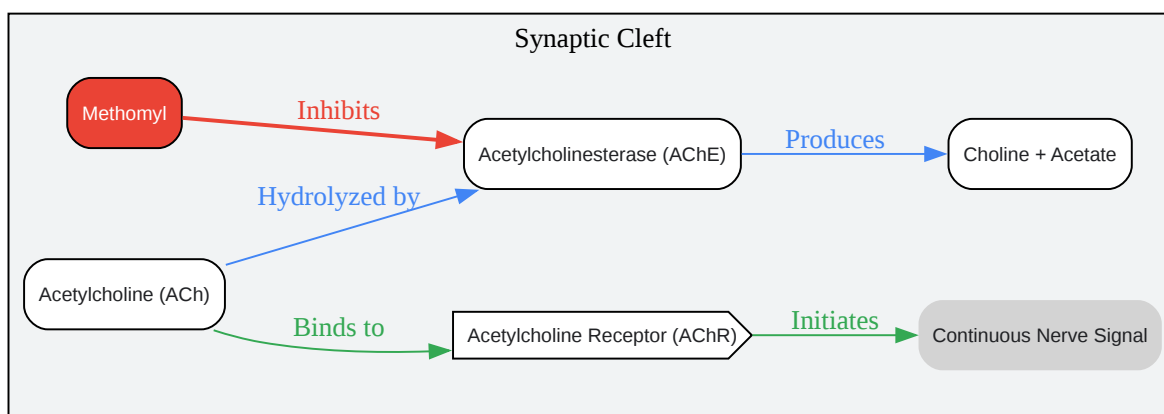 Synaptic Cleft
Methomyl
Inhibits
Acetylcholinesterase (AChE)
Produces
Choline + Acetate
Hydrolyzed by
Acetylcholine (ACh)
Binds to
Acetylcholine Receptor (AChR)
Initiates
Continuous Nerve Signal